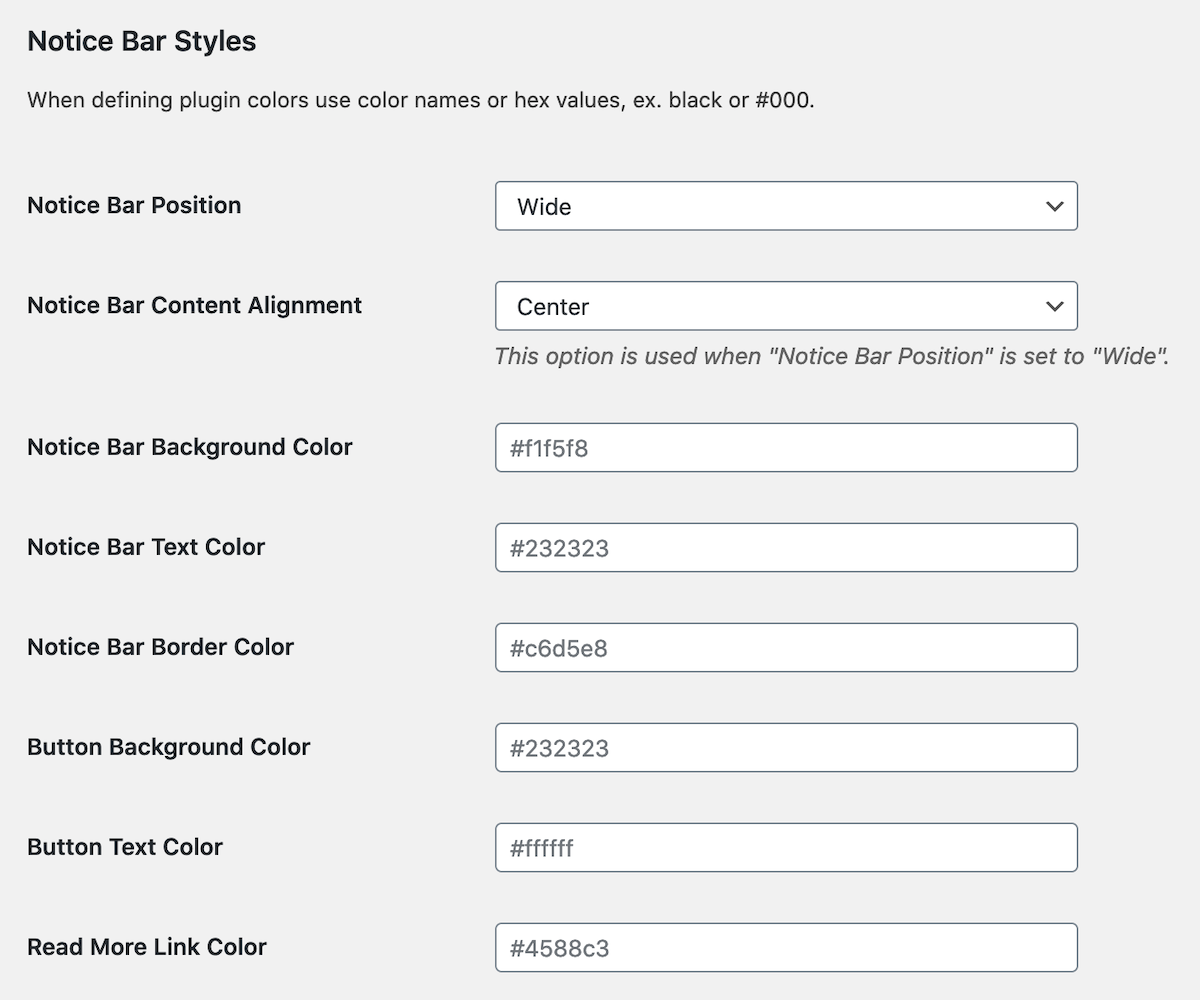 Notice Bar Styles
When defining plugin colors use color names or hex values, ex. black or #000.
Notice Bar Position
Wide
Notice Bar Content Alignment
Center
This option is used when "Notice Bar Position" is set to "Wide".
Notice Bar Background Color
#f1f5f8
Notice Bar Text Color
#232323
Notice Bar Border Color
#c6d5e8
Button Background Color
#232323
Button Text Color
#ffffff
Read More Link Color
#4588c3